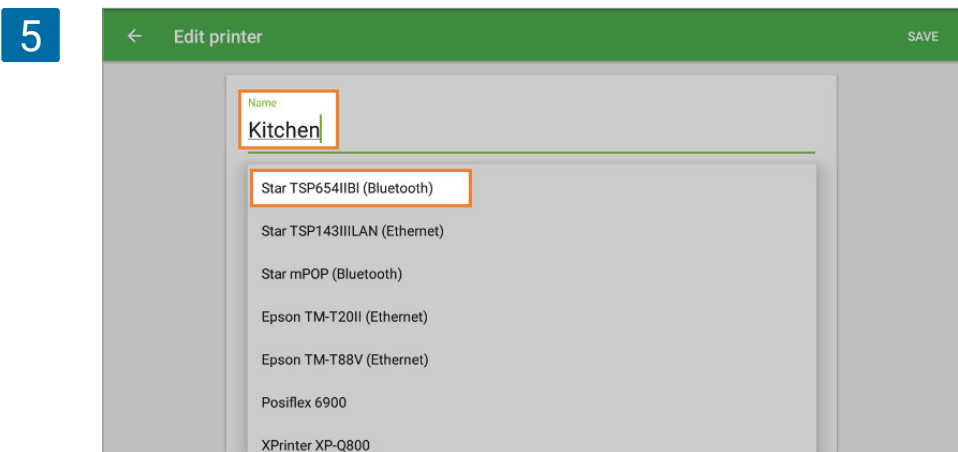 5
Edit printer
SAVE
Name
Kitchen
Star TSP654IIBI (Bluetooth)
Star TSP143IIILAN (Ethernet)
Star mPOP (Bluetooth)
Epson TM-T20II (Ethernet)
Epson TM-T88V (Ethernet)
Posiflex 6900
XPrinter XP-Q800